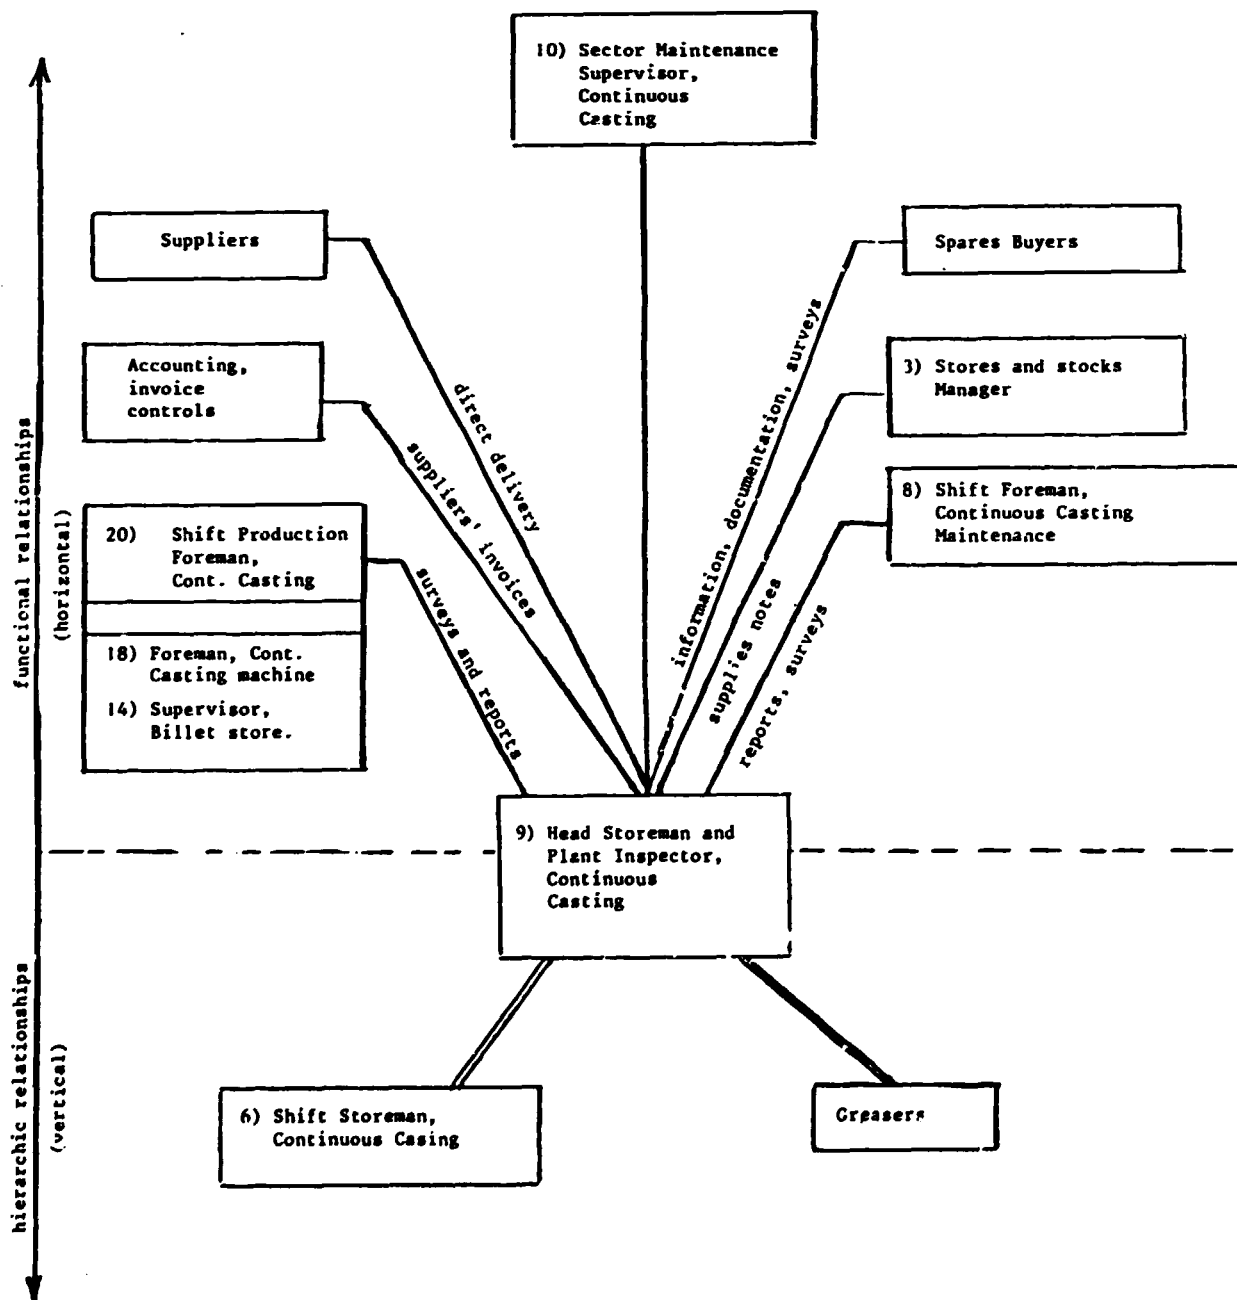 10) Sector Maintenance
Supervisor,
Continuous
Casting
Suppliers
Spares Buyers
Accounting,
invoice
controls
3) Stores and stocks
Manager
8) Shift Foreman,
Continuous Casting
Maintenance
20) Shift Production
Foreman,
Cont. Casting
18) Foreman, Cont.
Casting machine
14) Supervisor,
Billet store.
direct delivery
suppliers' invoices
surveys and reports
information, documentation, surveys
supplies notes
reports, surveys
functional relationships
(horizontal)
9) Head Storeman and
Plant Inspector,
Continuous
Casting
hierarchic relationships
(vertical)
6) Shift Storeman,
Continuous Casing
Greasers